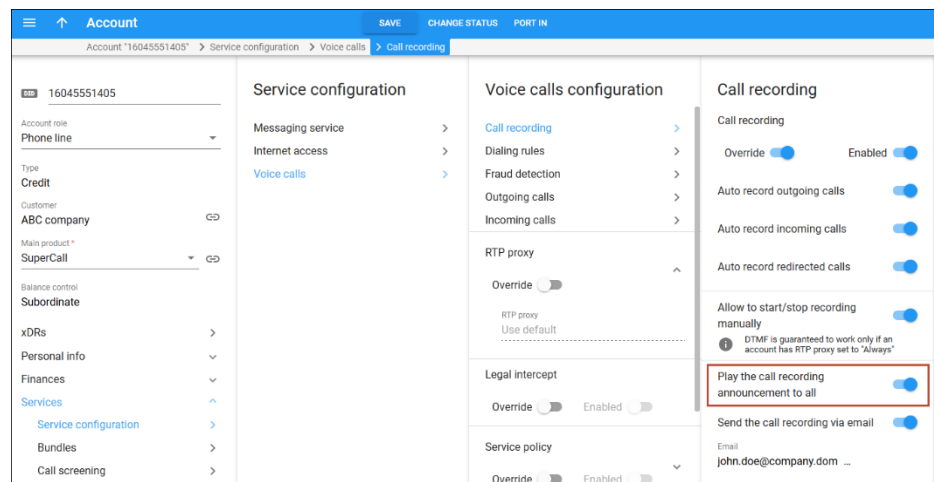 Account
SAVE
CHANGE STATUS
PORT IN
Account "16045551405" > Service configuration > Voice calls > Call recording
DID 16045551405
Account role
Phone line
Type
Credit
Customer
ABC company
Main product *
SuperCall
Balance control
Subordinate
xDRs
Personal info
Finances
Services
Service configuration
Bundles
Call screening
Service configuration
Messaging service
Internet access
Voice calls
Voice calls configuration
Call recording
Dialing rules
Fraud detection
Outgoing calls
Incoming calls
RTP proxy
Override
RTP proxy
Use default
Legal intercept
Override Enabled
Service policy
Override Enabled
Call recording
Call recording
Override Enabled
Auto record outgoing calls
Auto record incoming calls
Auto record redirected calls
Allow to start/stop recording
manually
DTMF is guaranteed to work only if an
account has RTP proxy set to "Always"
Play the call recording
announcement to all
Send the call recording via email
Email
john.doe@company.dom ...